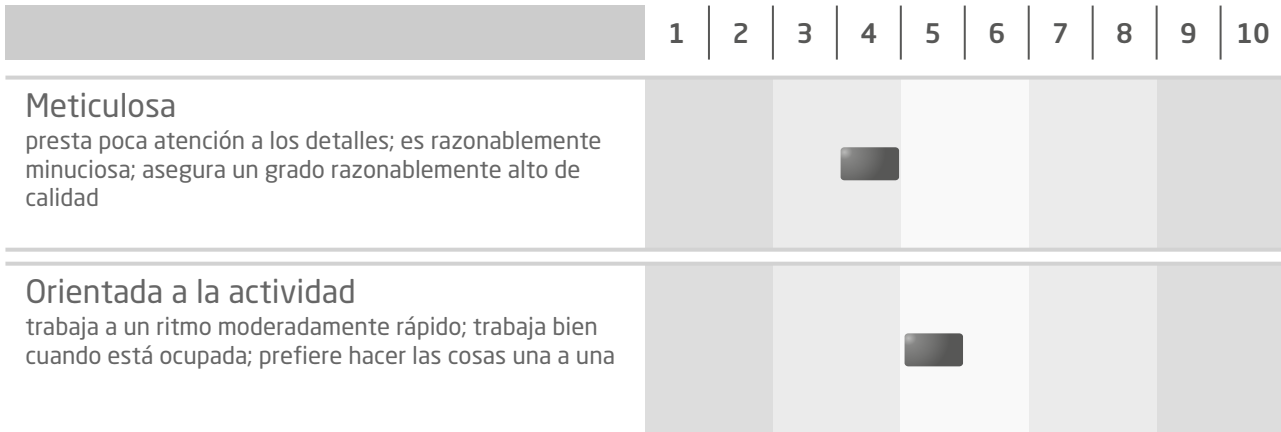 1 2 3 4 5 6 7 8 9 10
Meticulosa
presta poca atención a los detalles; es razonablemente
minuciosa; asegura un grado razonablemente alto de
calidad
Orientada a la actividad
trabaja a un ritmo moderadamente rápido; trabaja bien
cuando está ocupada; prefiere hacer las cosas una a una